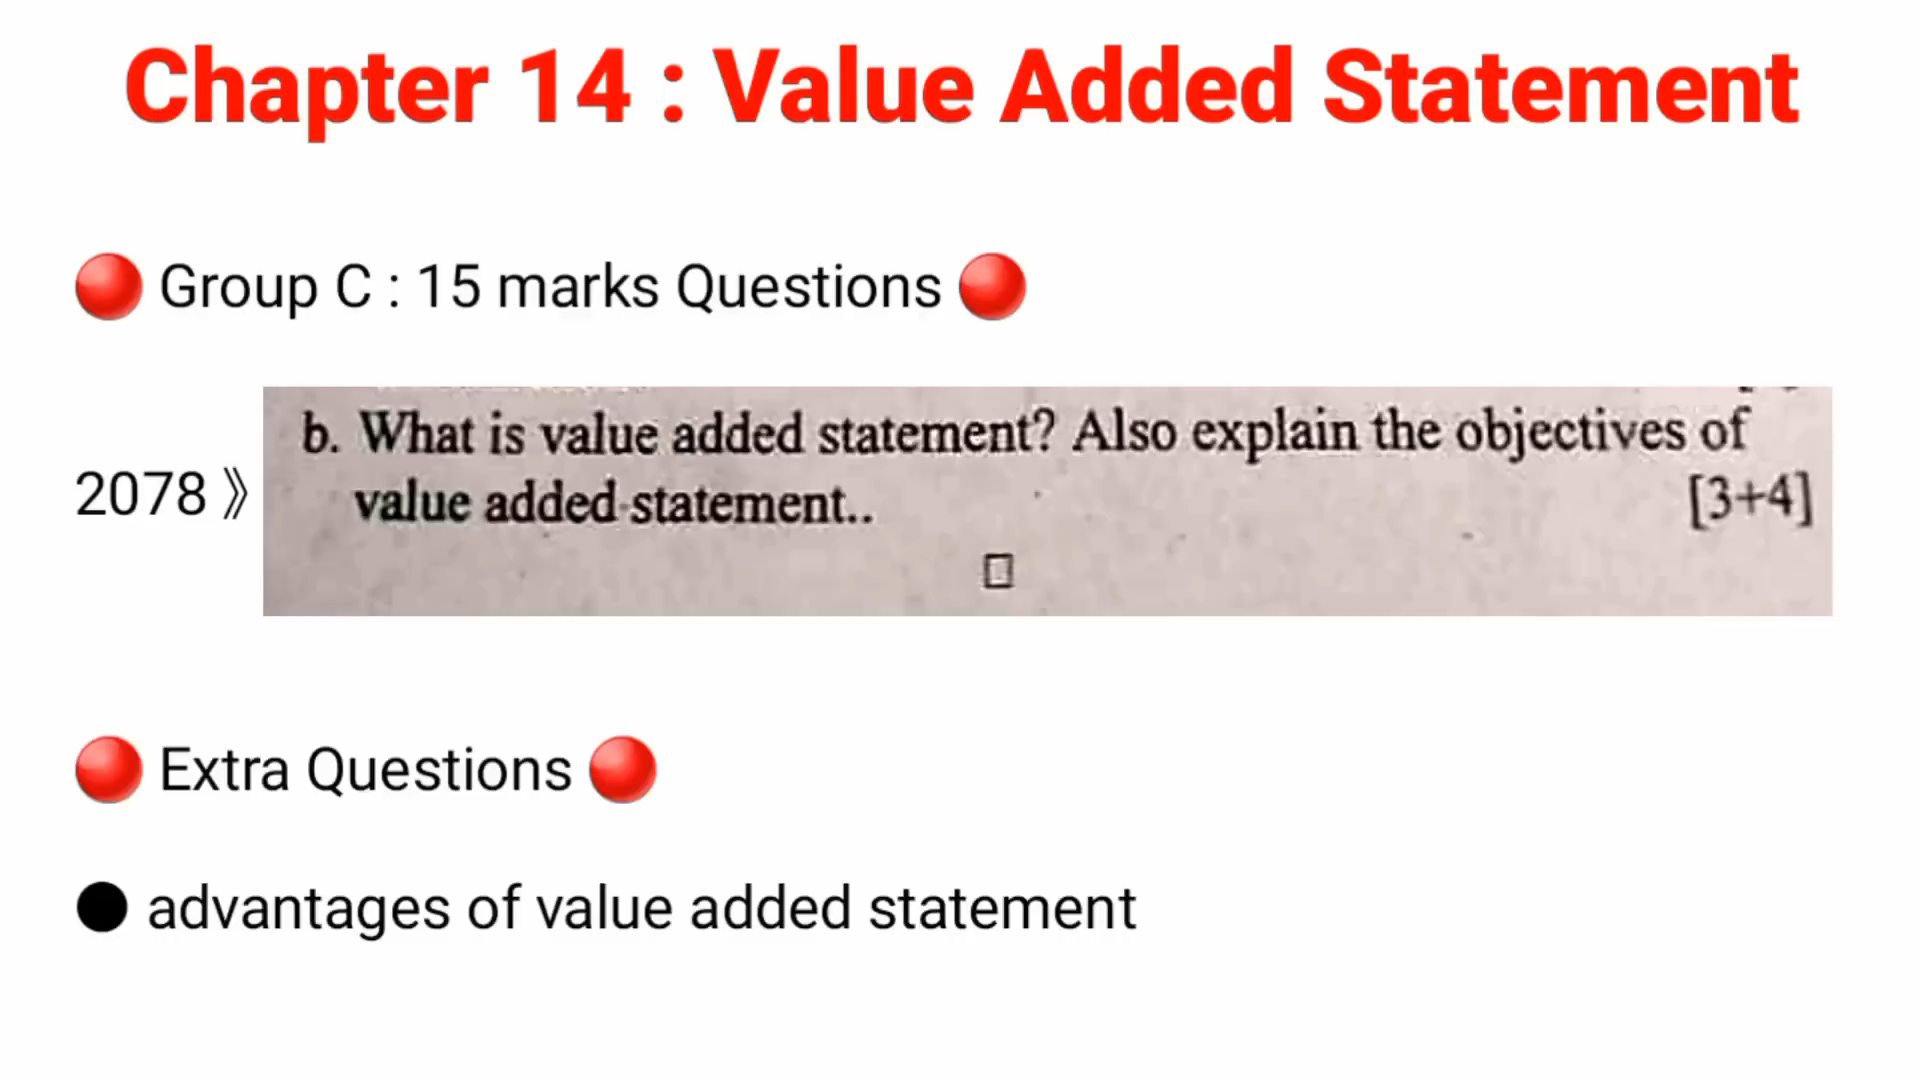 Chapter 14 : Value Added Statement
Group C : 15 marks Questions
2078 》
b. What is value added statement? Also explain the objectives of
value added statement..
[3+4]
Extra Questions
advantages of value added statement